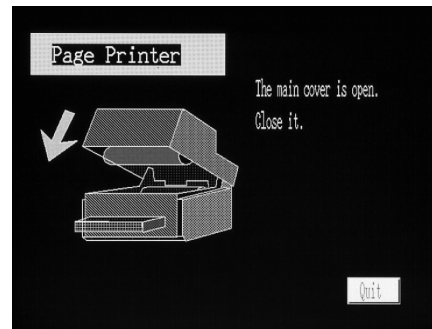 Page Printer
The main cover is open.
Close it.
Quit